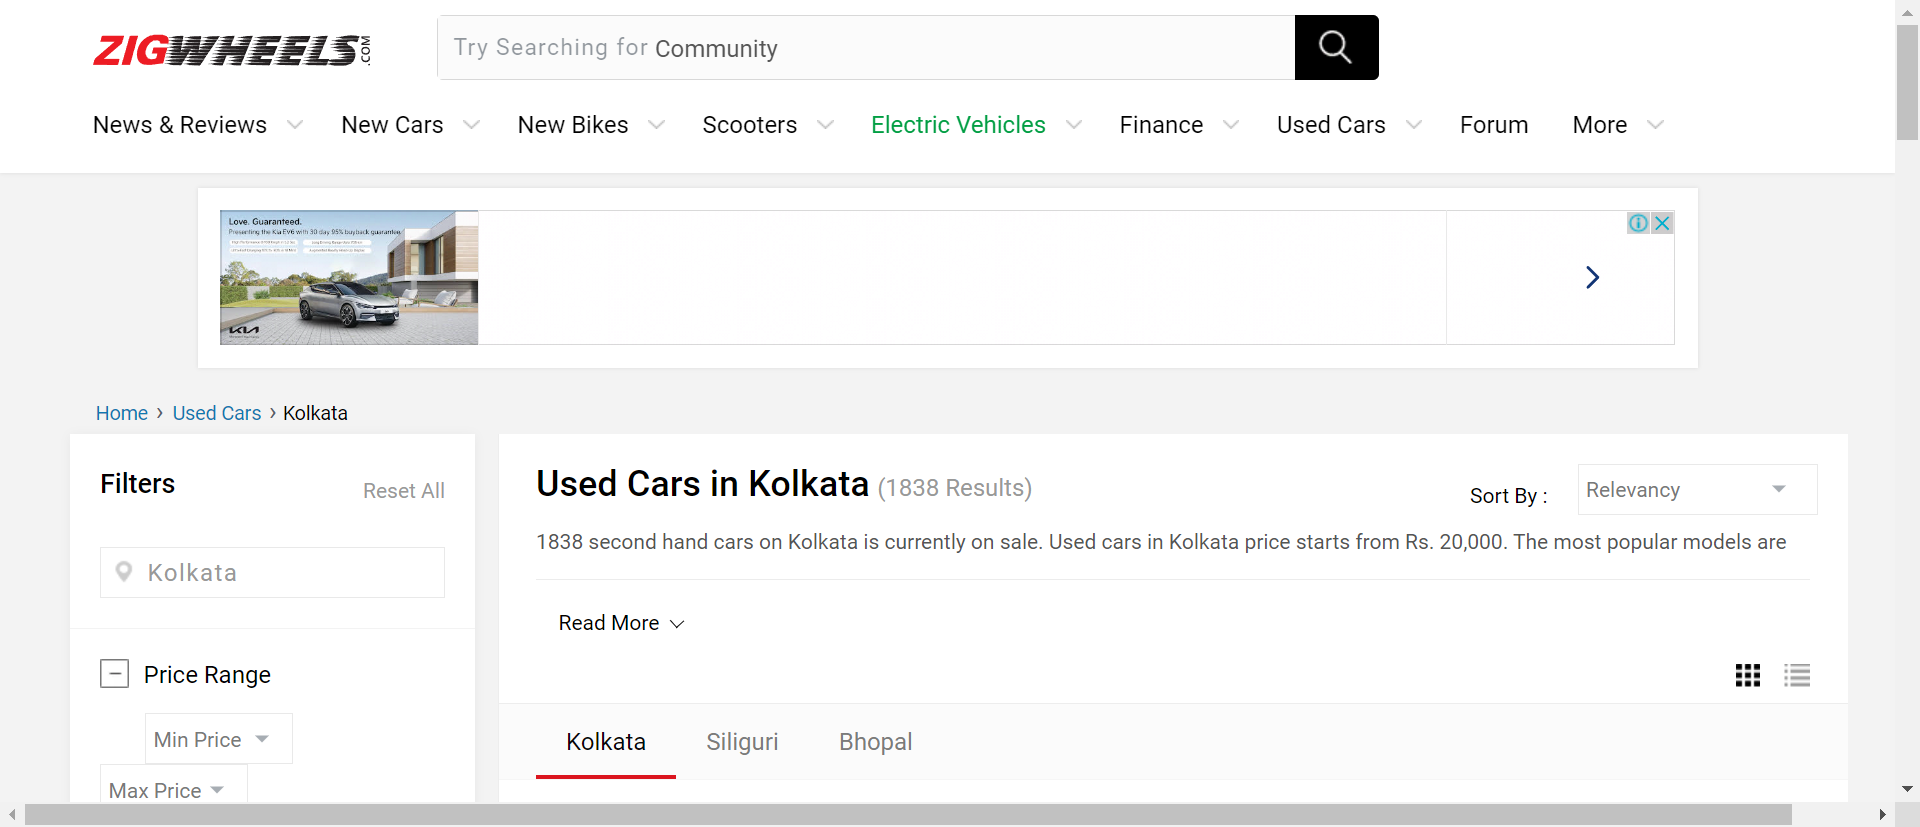 ZIGWHEELS.COM
Try Searching for Community
News & Reviews New Cars New Bikes Scooters Electric Vehicles Finance Used Cars Forum More
Love. Guaranteed.
Presenting the Kia EV6 with 30 day 95% buyback guarantee.
KIA
Home › Used Cars › Kolkata
Filters
Reset All
Kolkata
Price Range
Min Price
Max Price
Used Cars in Kolkata (1838 Results)
Sort By : Relevancy
1838 second hand cars on Kolkata is currently on sale. Used cars in Kolkata price starts from Rs. 20,000. The most popular models are
Read More
Kolkata Siliguri Bhopal